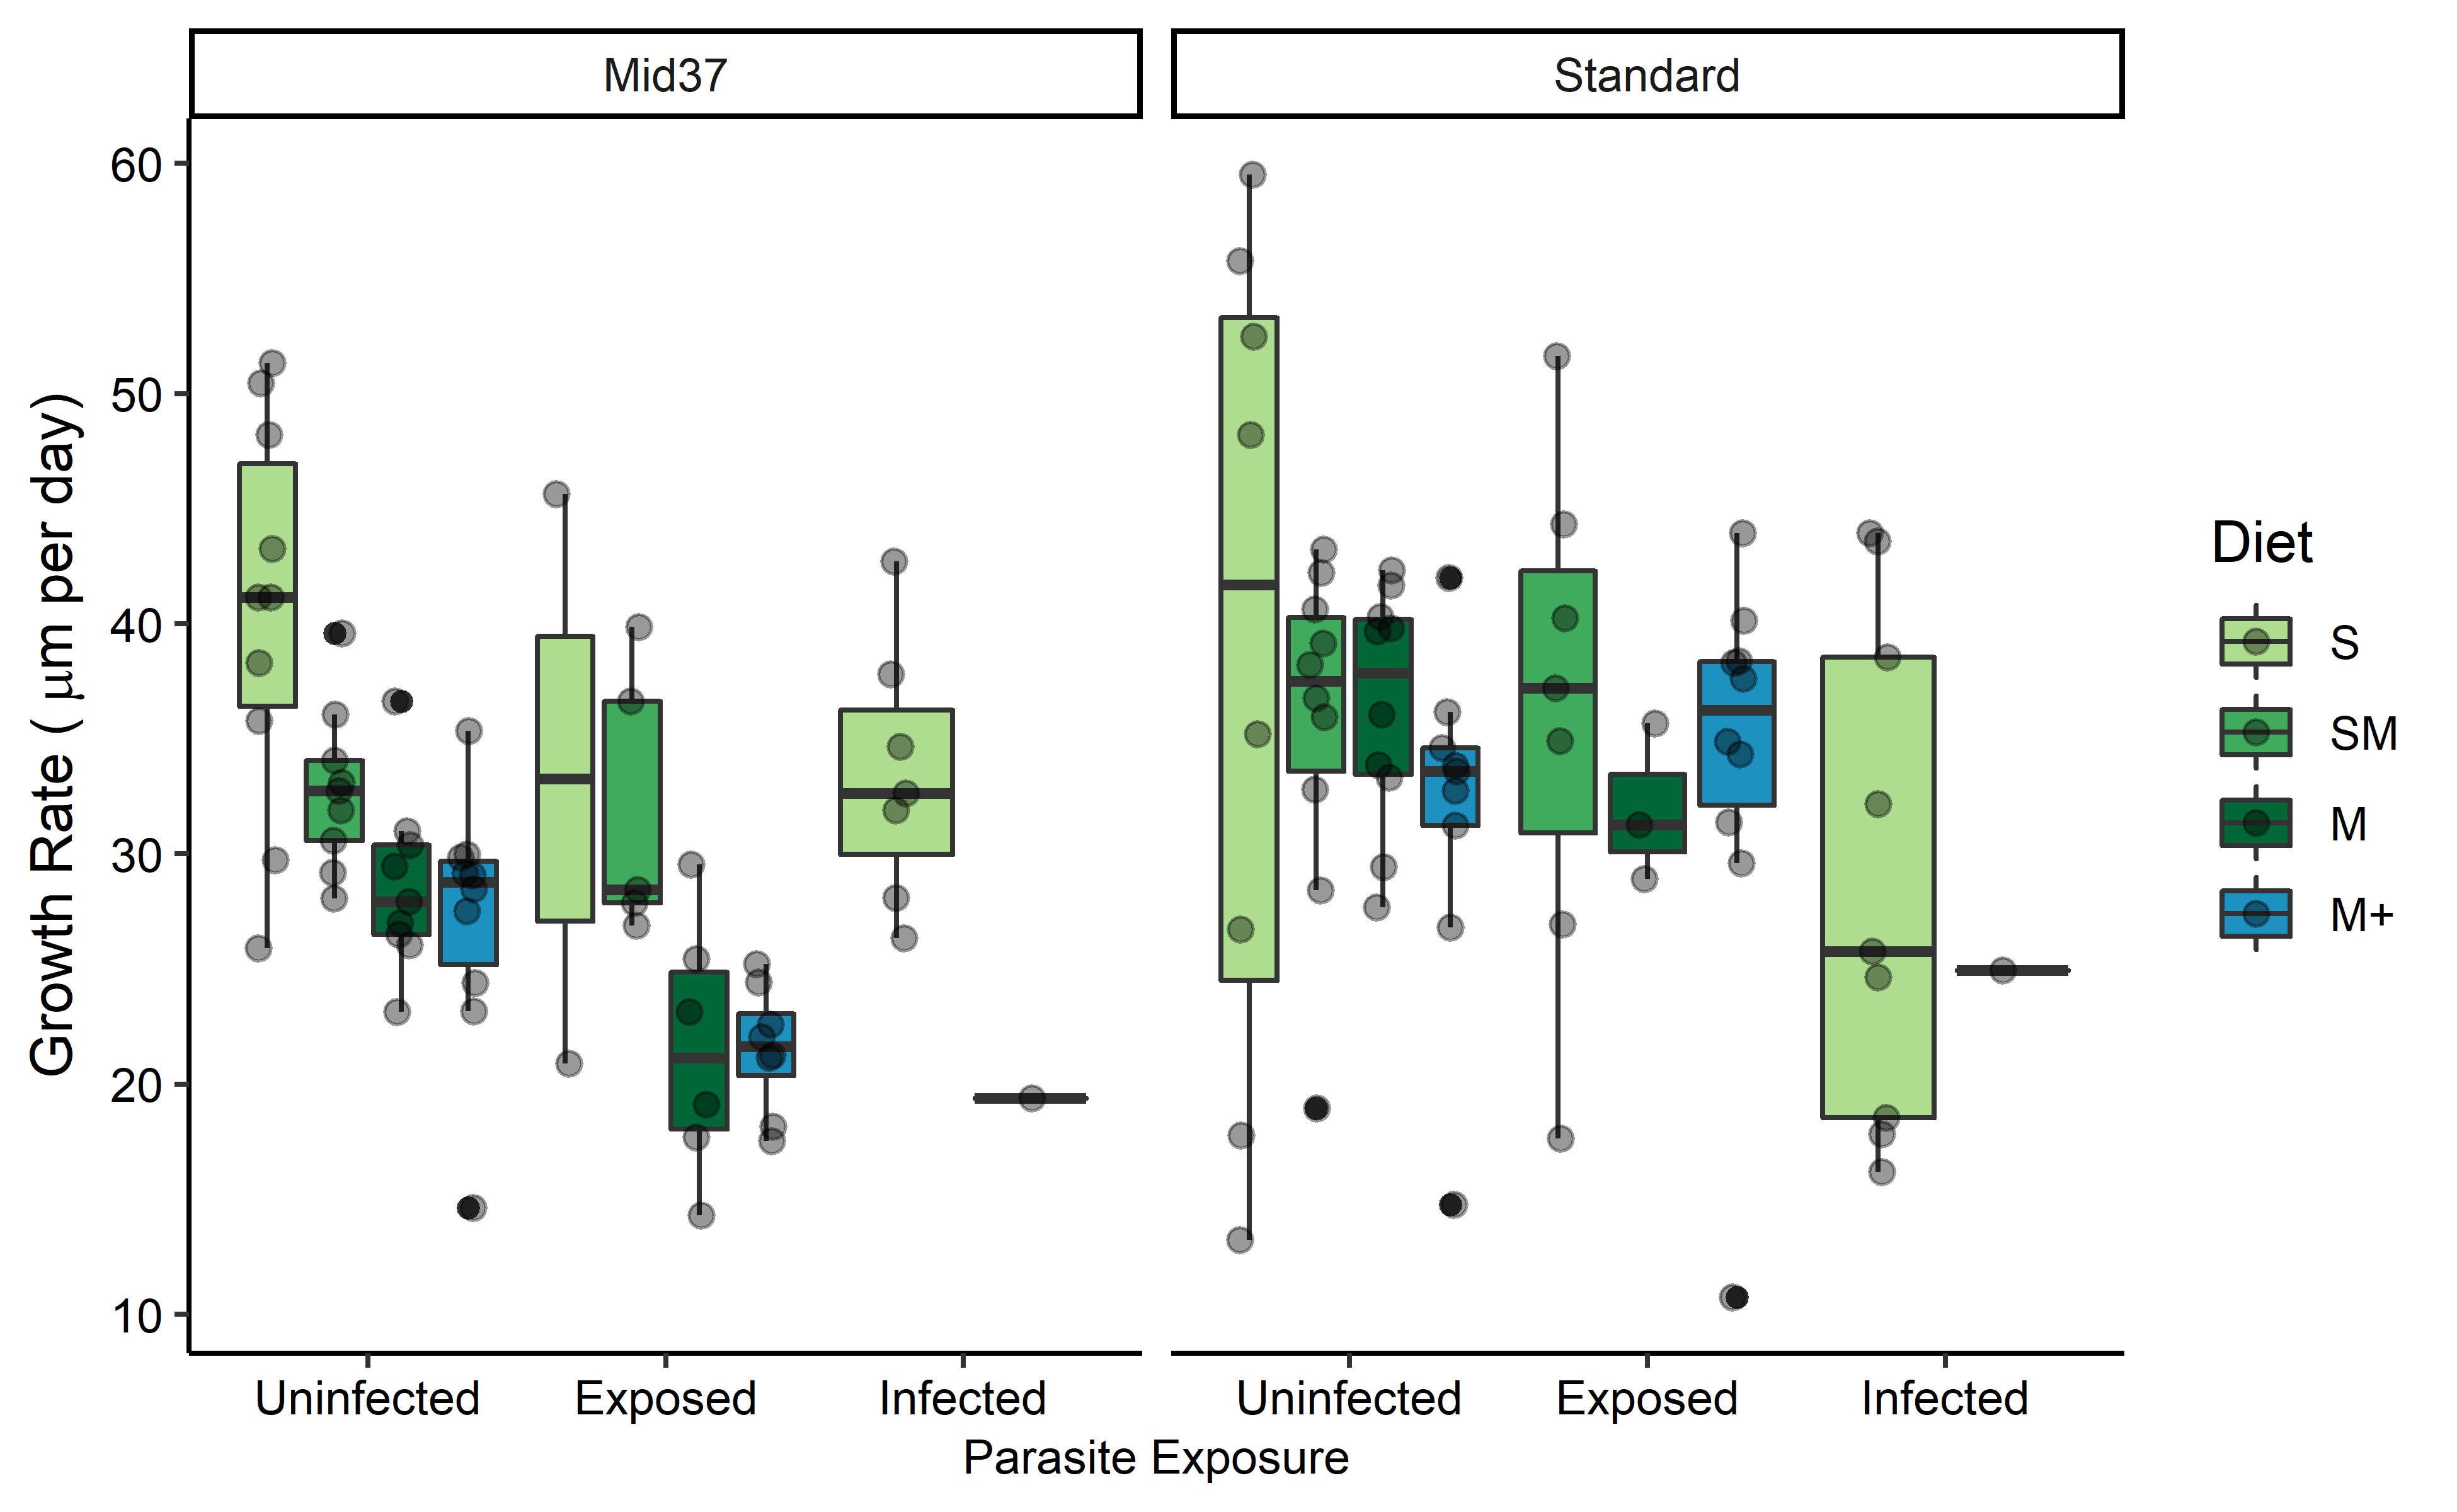 Mid37
Standard
Growth Rate ( μm per day)
60
50
40
30
20
10
Uninfected
Exposed
Infected
Uninfected
Exposed
Infected
Parasite Exposure
Diet
S
SM
M
M+